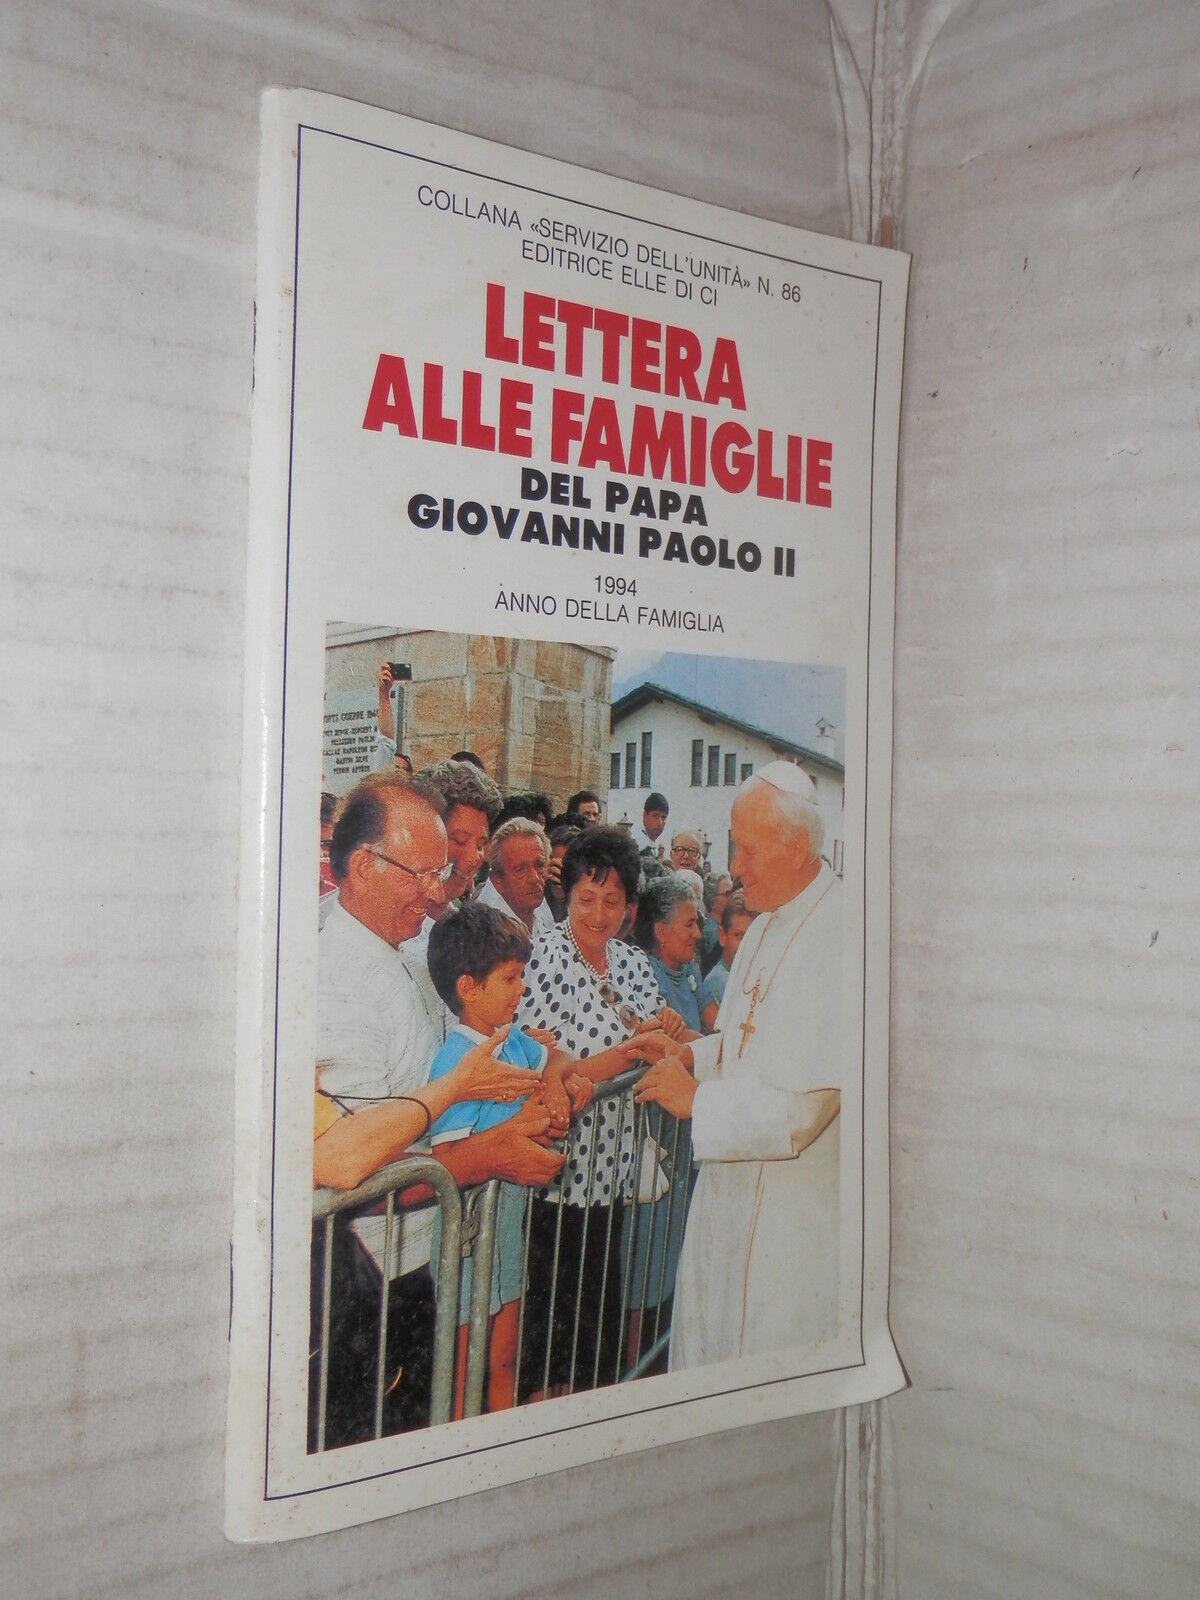 COLLANA «SERVIZIO DELL'UNITÀ» N. 86
EDITRICE ELLE DI CI
LETTERA
ALLE FAMIGLIE
DEL PAPA
GIOVANNI PAOLO II
1994
ANNO DELLA FAMIGLIA